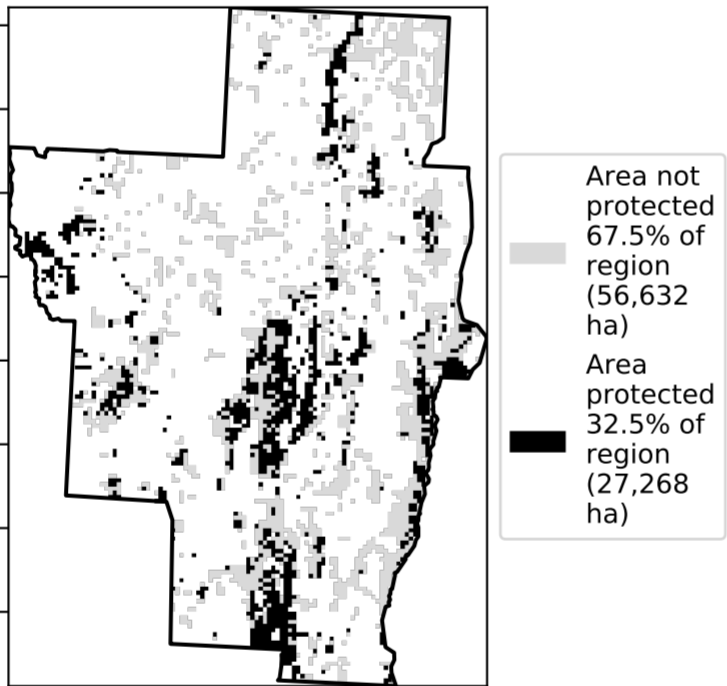 Area not
protected
67.5% of
region
(56,632
ha)
Area
protected
32.5% of
region
(27,268
ha)